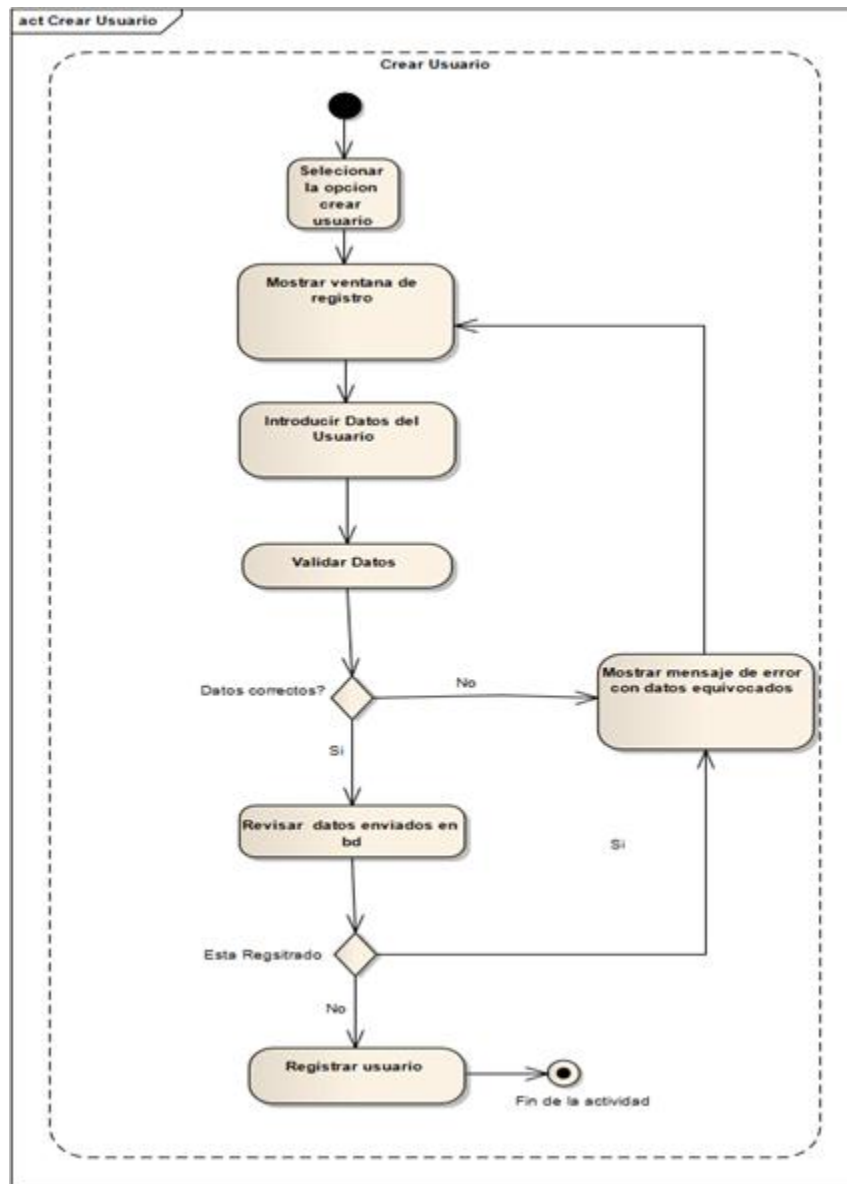 act Crear Usuario
Crear Usuario
Selecionar
la opcion
crear
usuario
Mostrar ventana de
registro
Introducir Datos del
Usuario
Validar Datos
Datos correctos?
No
Mostrar mensaje de error
con datos equivocados
Si
Revisar datos enviados en
bd
Si
Esta Regsitrado
No
Registrar usuario
Fin de la actividad